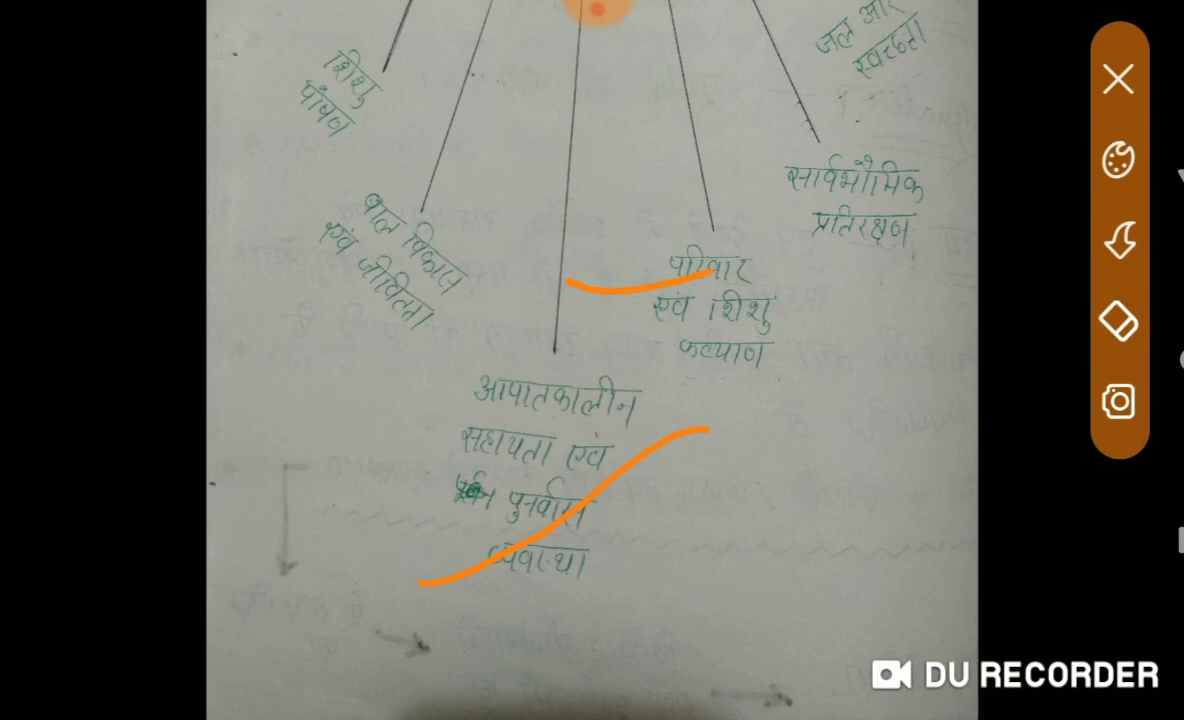 शिशु
पोषण
जल और
स्वच्छता
सार्वभौमिक
प्रतिरक्षण
बाल विकास
एवं जीविता
परिवार
एवं शिशु
कल्याण
आपातकालीन
सहायता एवं
पुनर्वास
व्यवस्था
DU RECORDER